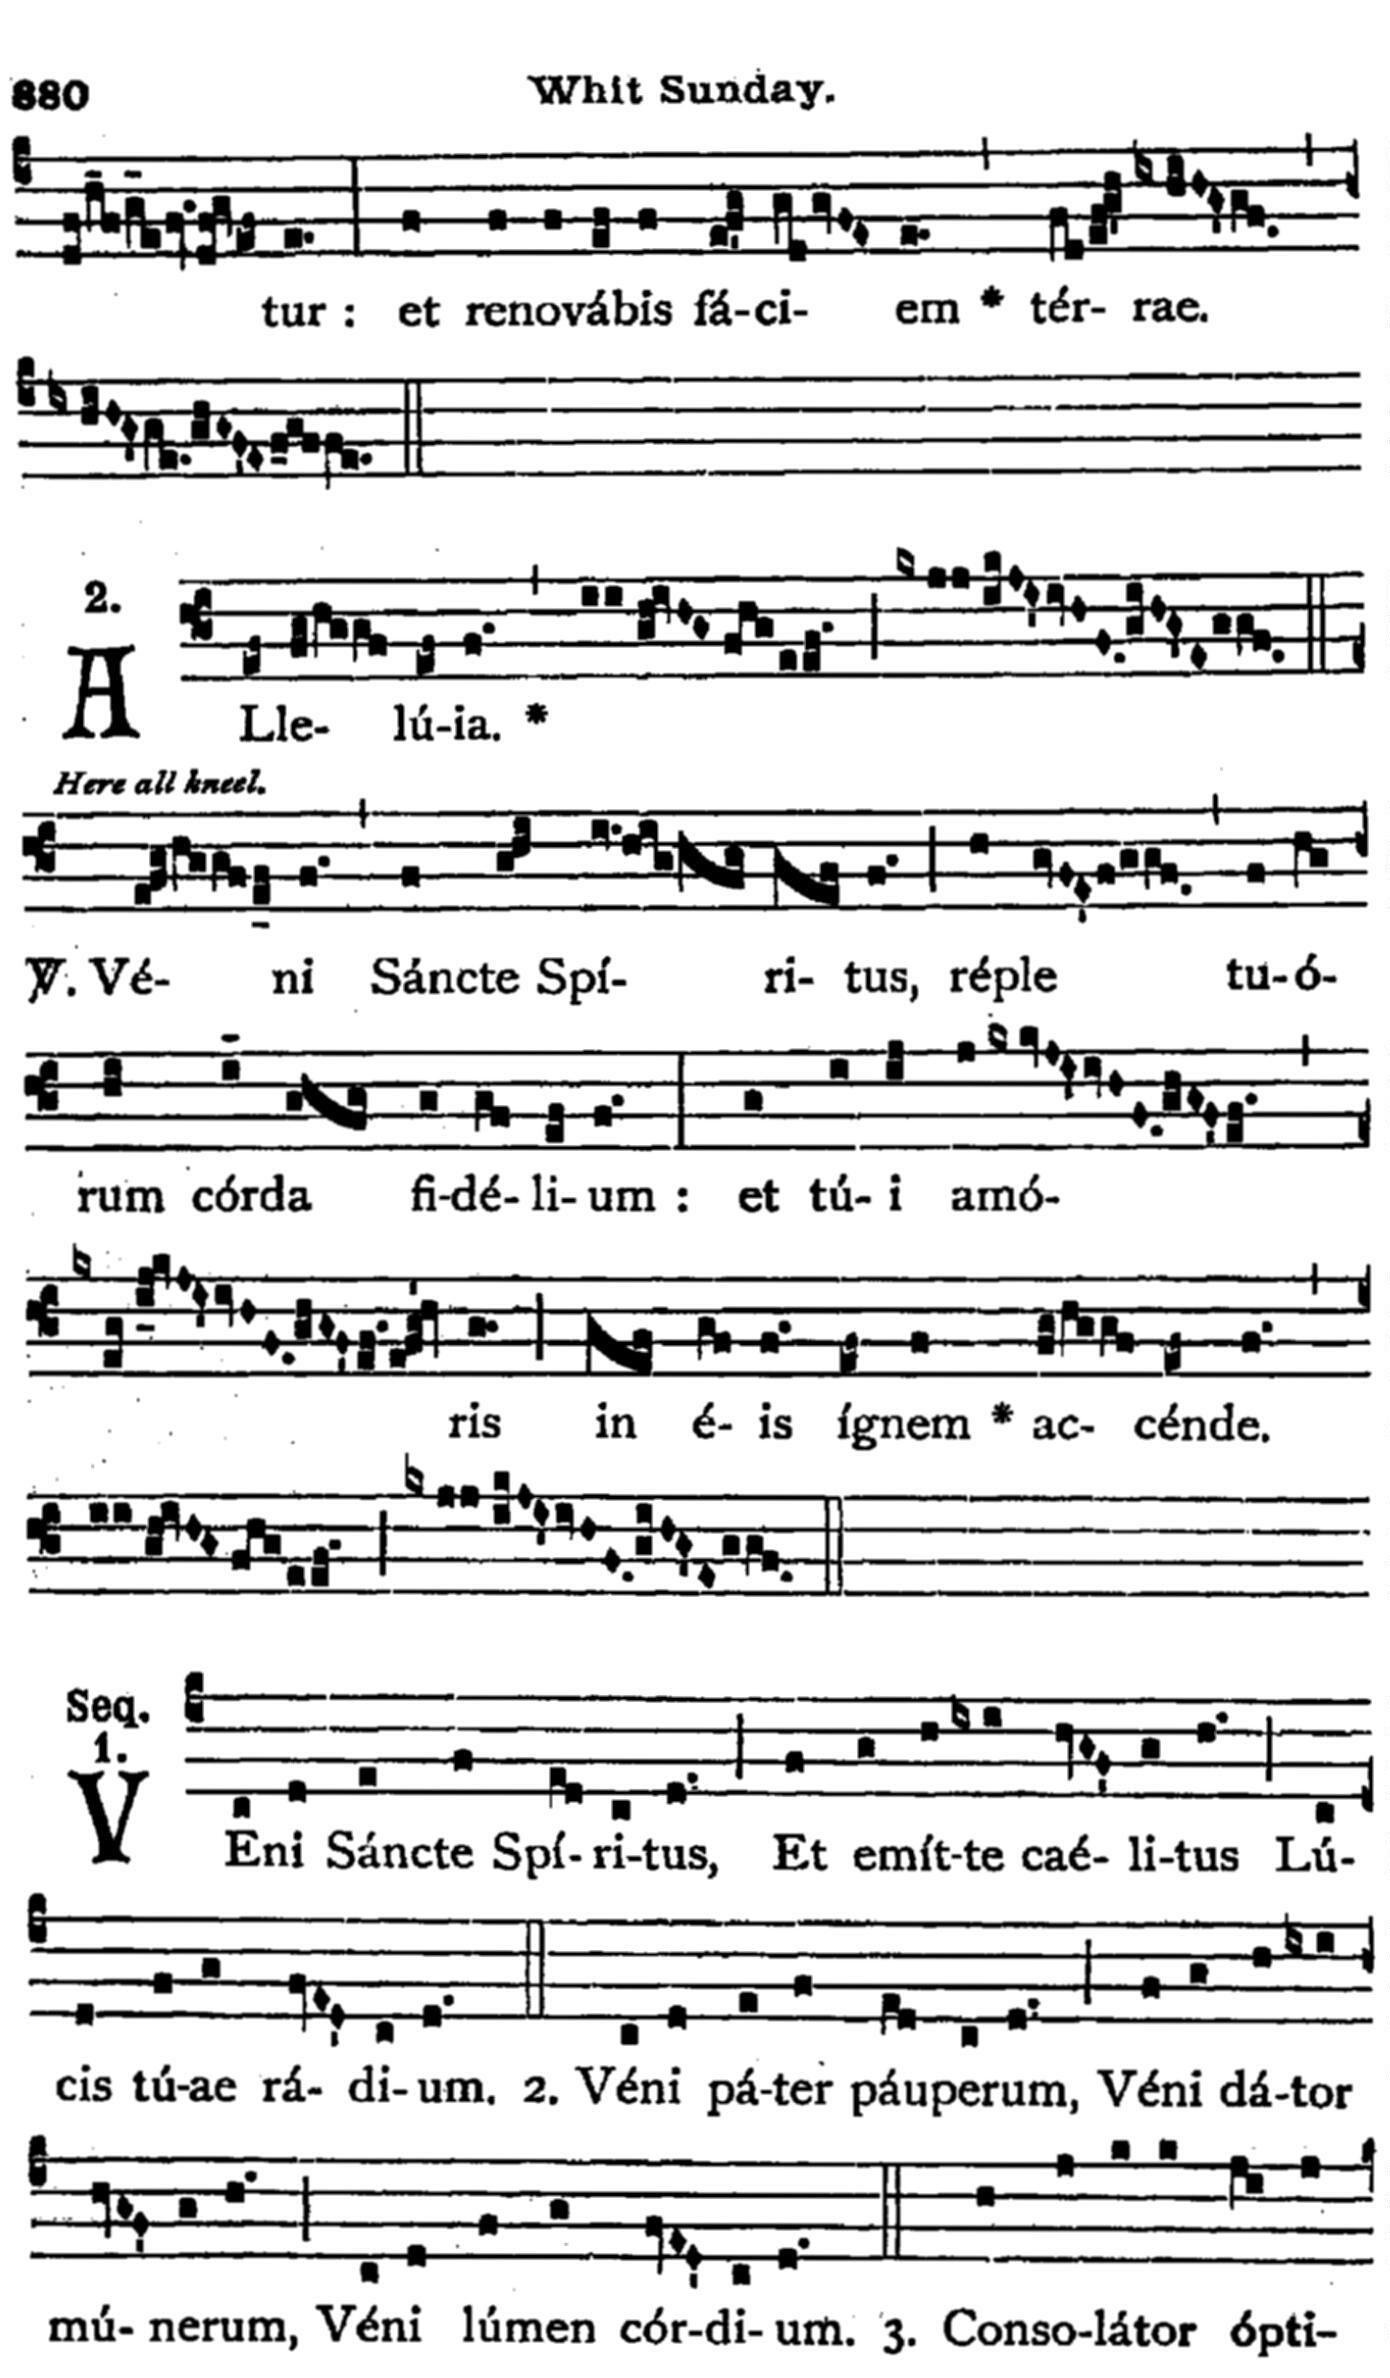 880 Whit Sunday.
tur : et renovábis fá-ci- em * tér- rae.
2.
A Lle- lú-ia. *
Here all kneel.
℣. Vé- ni Sáncte Spí- ri- tus, réple tu-ó-
rum córda fi-dé-li-um : et tú- i amó-
ris in é- is ígnem * ac- cénde.
Seq.
1.
V Eni Sáncte Spí-ri-tus, Et emít-te caé-li-tus Lú-
cis tú-ae rá- di-um. 2. Véni pá-ter páuperum, Véni dá-tor
mú- nerum, Véni lúmen cór-di-um. 3. Conso-látor ópti-